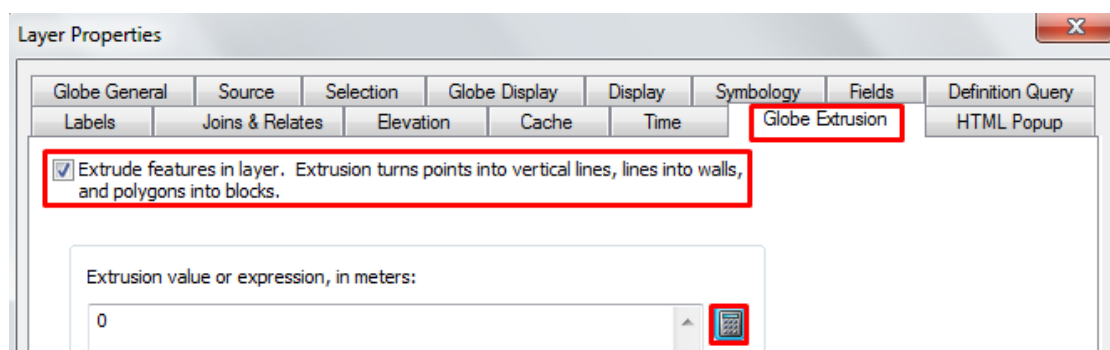 Layer Properties
Globe General Source Selection Globe Display Display Symbology Fields Definition Query
Labels Joins & Relates Elevation Cache Time Globe Extrusion HTML Popup
Extrude features in layer. Extrusion turns points into vertical lines, lines into walls,
and polygons into blocks.
Extrusion value or expression, in meters:
0